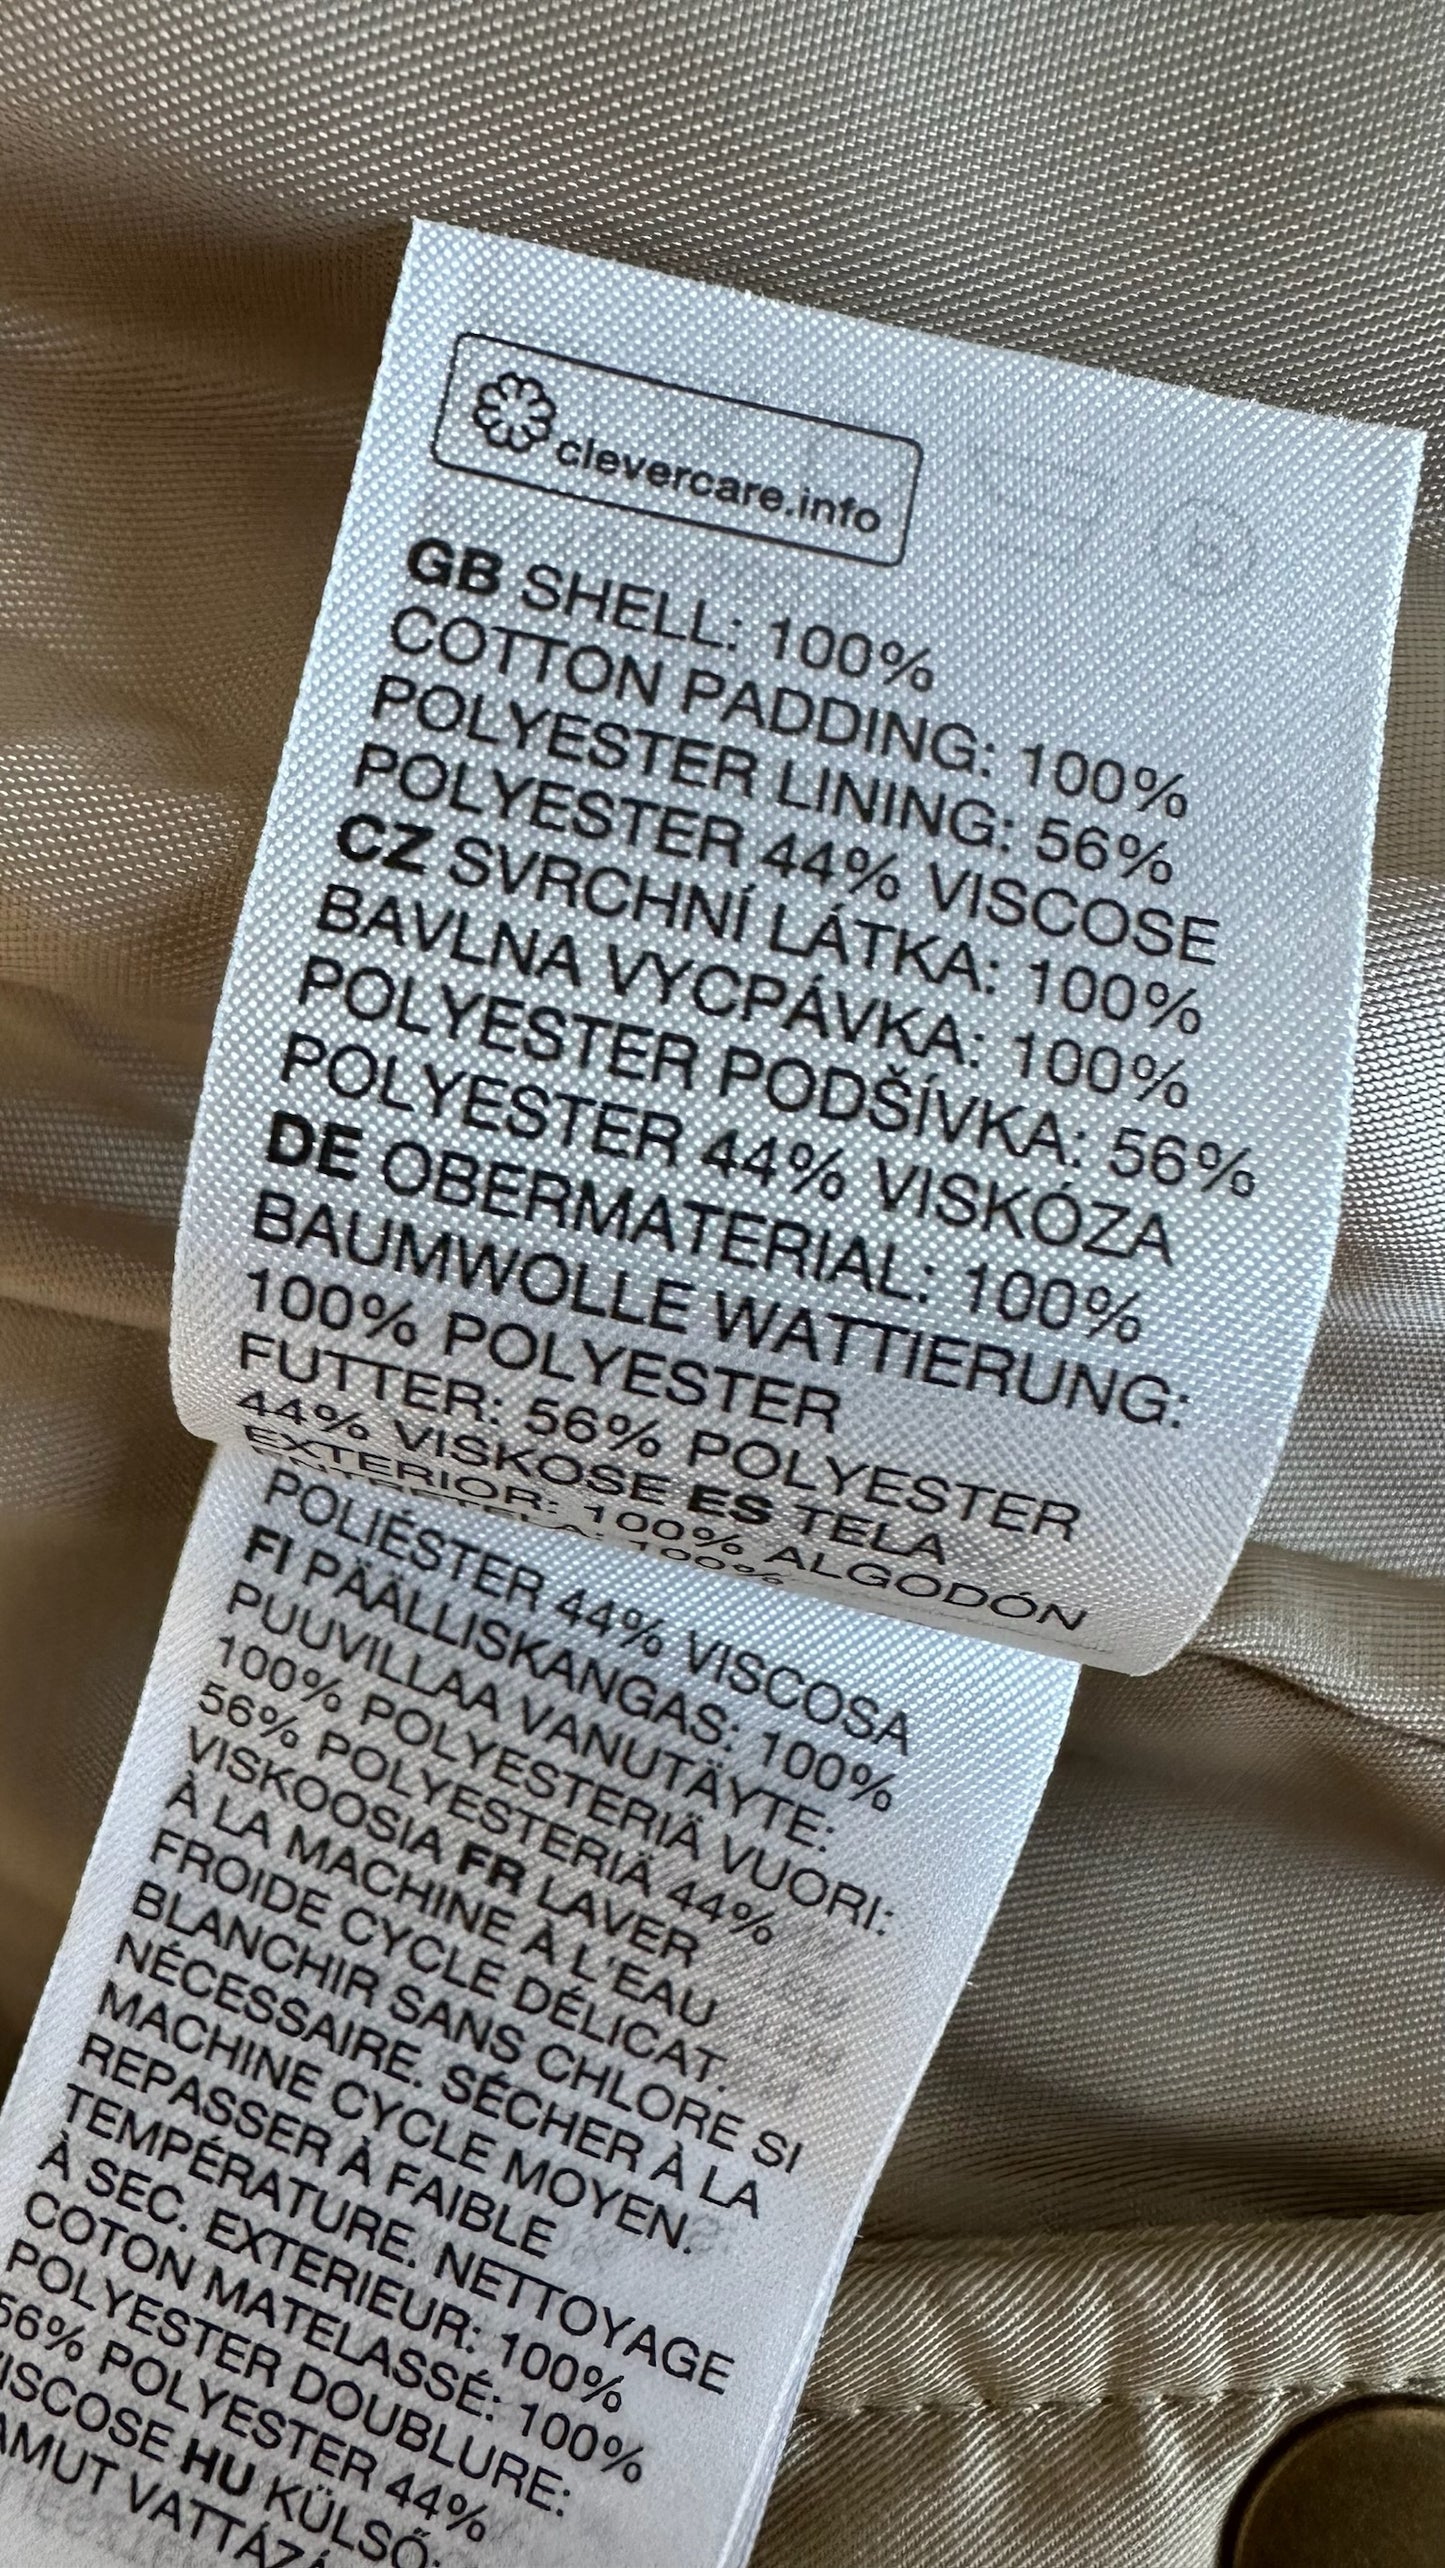 clevercare.info
GB SHELL: 100%
COTTON PADDING: 100%
POLYESTER LINING: 56%
POLYESTER 44% VISCOSE
CZ SVRCHNÍ LÁTKA: 100%
BAVLNA VYCPÁVKA: 100%
POLYESTER PODŠÍVKA: 56%
POLYESTER 44% VISKÓZA
DE OBERMATERIAL: 100%
BAUMWOLLE WATTIERUNG:
100% POLYESTER
FUTTER: 56% POLYESTER
44% VISKOSE ES TELA
EXTERIOR: 100% ALGODÓN
100%
POLIÉSTER 44% VISCOSA
FI PÄÄLLISKANGAS: 100%
PUUVILLAA VANUTÄYTE:
100% POLYESTERIÄ VUORI:
56% POLYESTERIÄ 44%
VISKOOSIA FR LAVER
À LA MACHINE À L'EAU
FROIDE CYCLE DÉLICAT.
BLANCHIR SANS CHLORE SI
NÉCESSAIRE. SÉCHER À LA
MACHINE CYCLE MOYEN.
REPASSER À FAIBLE
TEMPÉRATURE. NETTOYAGE
À SEC. EXTERIEUR: 100%
COTON MATELASSÉ: 100%
POLYESTER DOUBLURE:
56% POLYESTER 44%
VISCOSE HU KÜLSŐ: